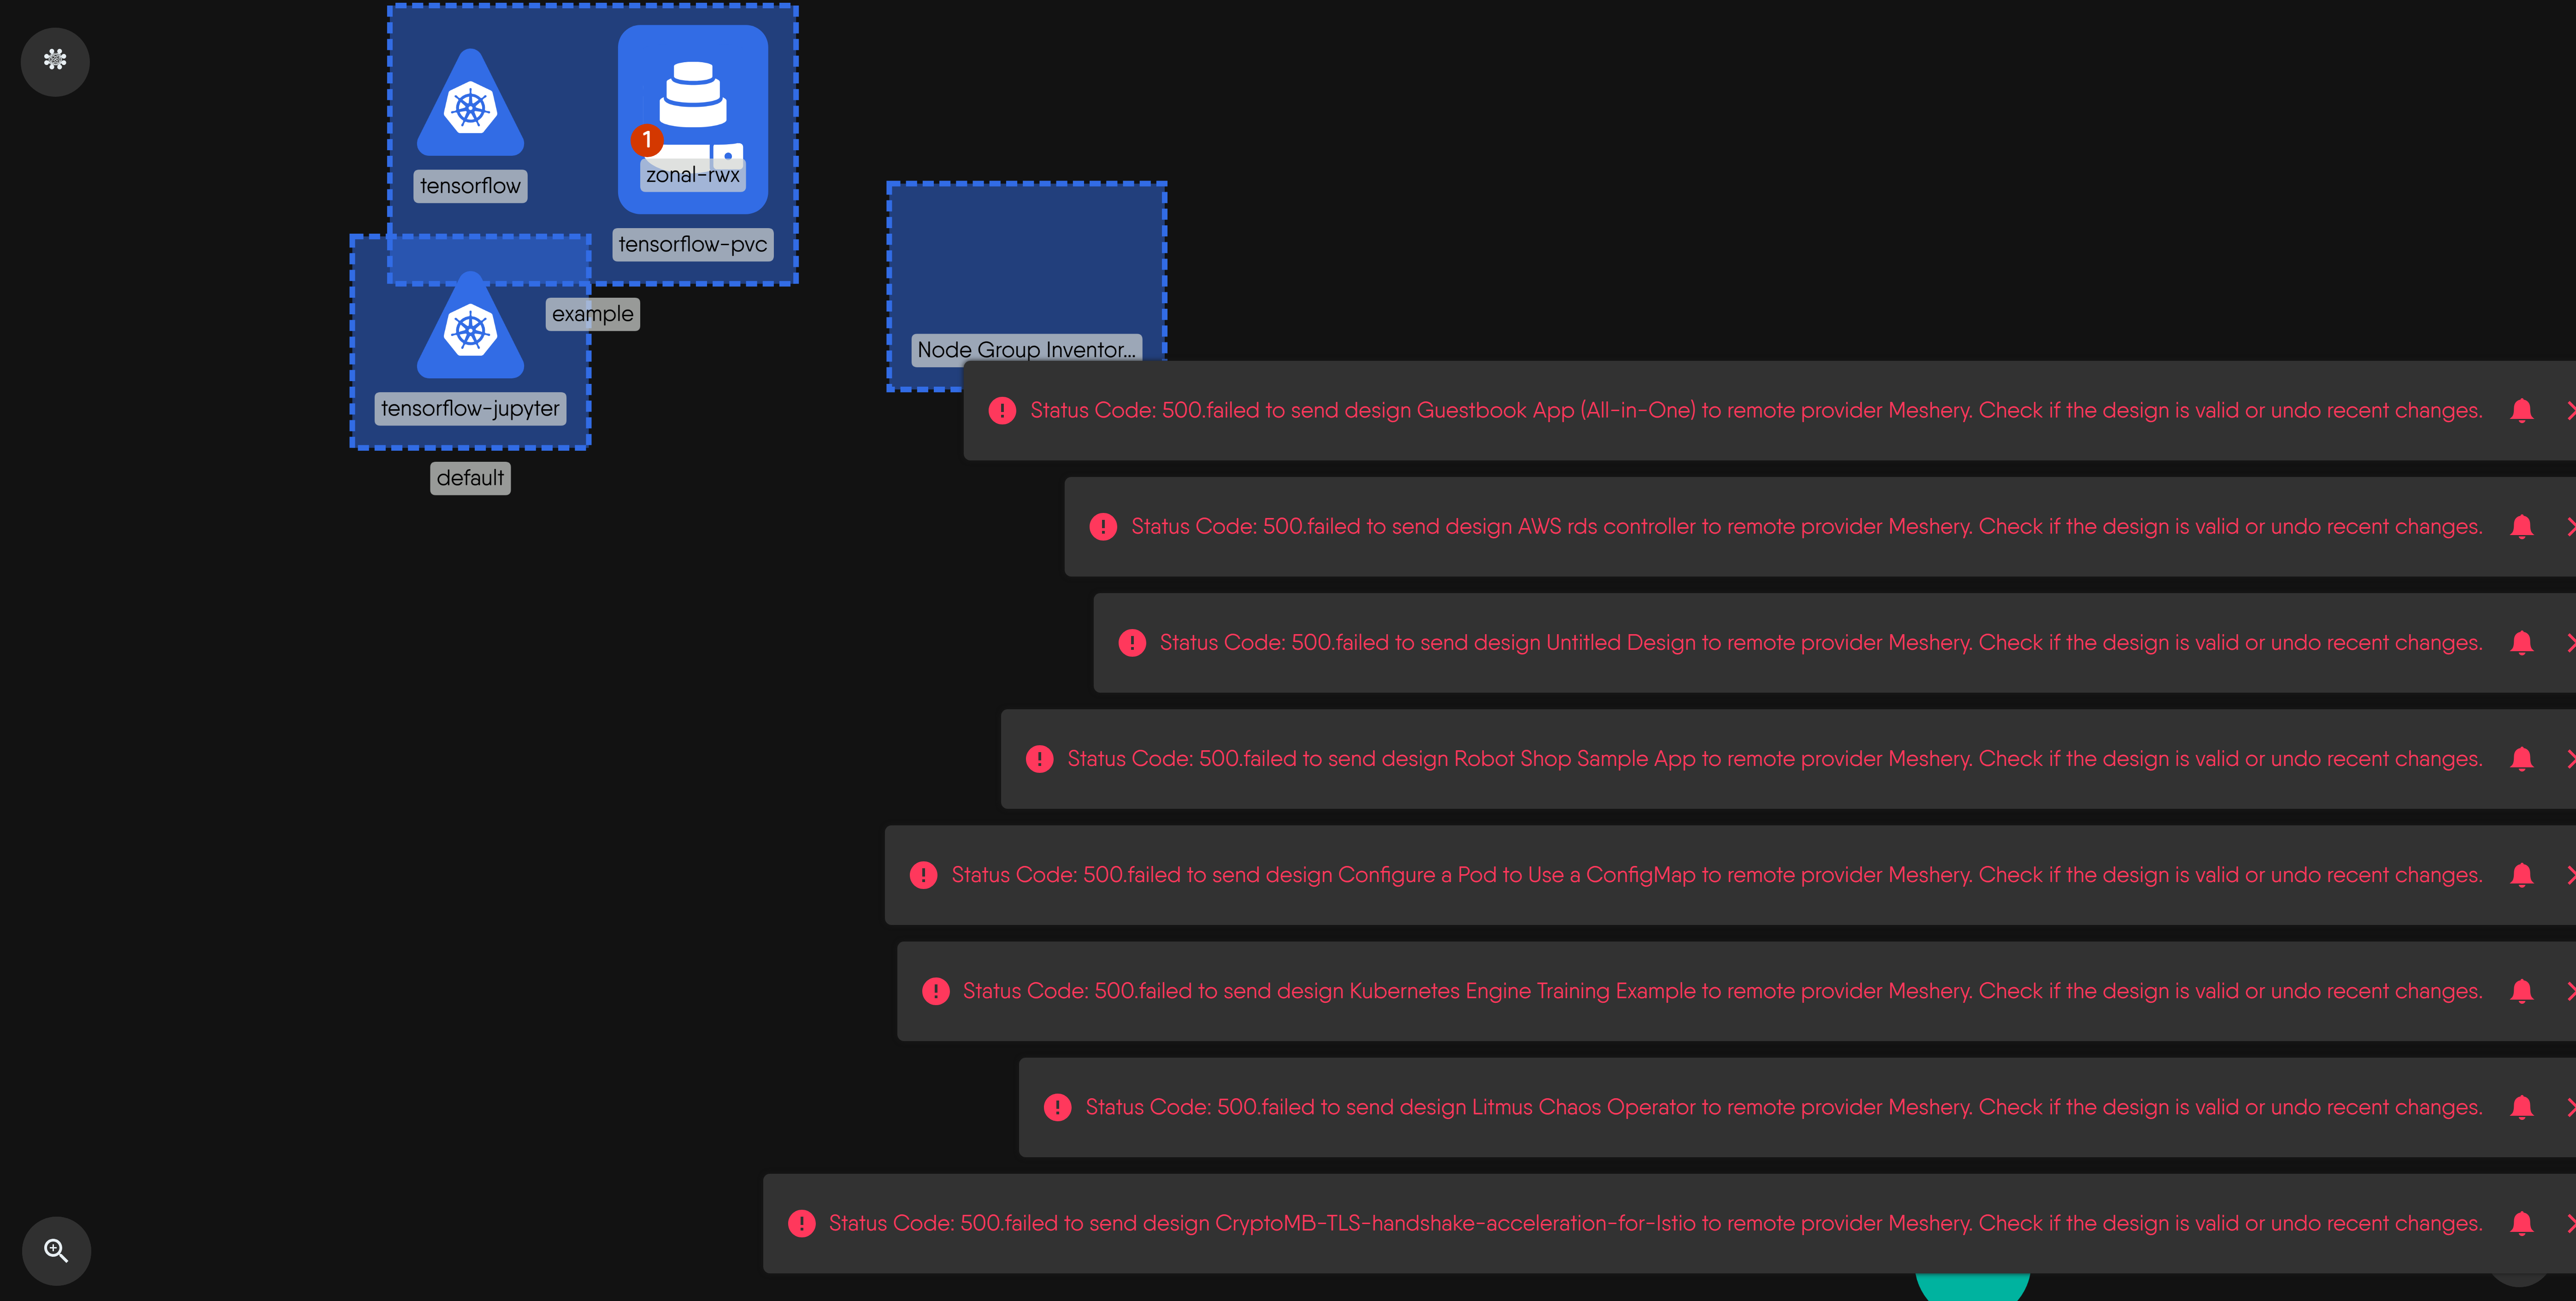 tensorflow
1
zonal-rwx
tensorflow-pvc
example
tensorflow-jupyter
default
Node Group Inventor...
Status Code: 500.failed to send design Guestbook App (All-in-One) to remote provider Meshery. Check if the design is valid or undo recent changes.
Status Code: 500.failed to send design AWS rds controller to remote provider Meshery. Check if the design is valid or undo recent changes.
Status Code: 500.failed to send design Untitled Design to remote provider Meshery. Check if the design is valid or undo recent changes.
Status Code: 500.failed to send design Robot Shop Sample App to remote provider Meshery. Check if the design is valid or undo recent changes.
Status Code: 500.failed to send design Configure a Pod to Use a ConfigMap to remote provider Meshery. Check if the design is valid or undo recent changes.
Status Code: 500.failed to send design Kubernetes Engine Training Example to remote provider Meshery. Check if the design is valid or undo recent changes.
Status Code: 500.failed to send design Litmus Chaos Operator to remote provider Meshery. Check if the design is valid or undo recent changes.
Status Code: 500.failed to send design CryptoMB-TLS-handshake-acceleration-for-Istio to remote provider Meshery. Check if the design is valid or undo recent changes.